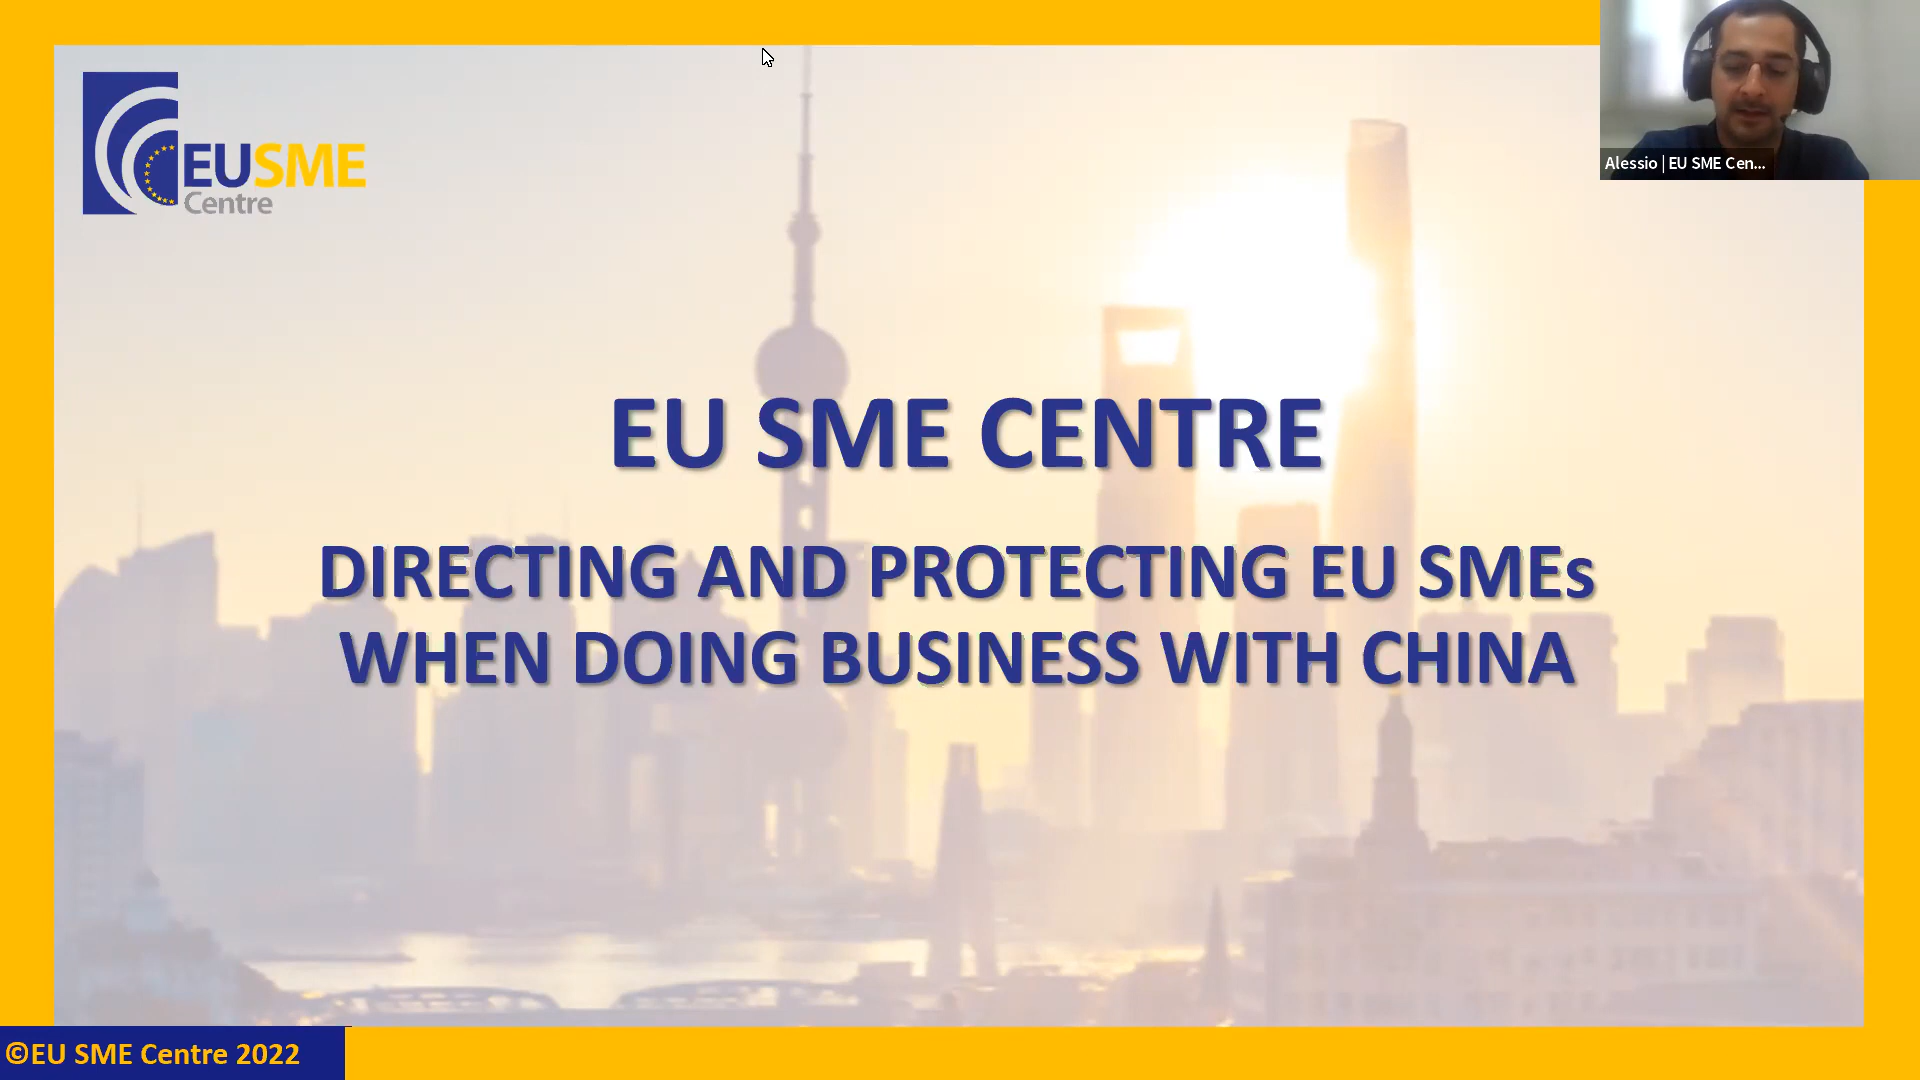 EUSME
Centre
Alessio | EU SME Cen...
EU SME CENTRE
DIRECTING AND PROTECTING EU SMEs
WHEN DOING BUSINESS WITH CHINA
©EU SME Centre 2022